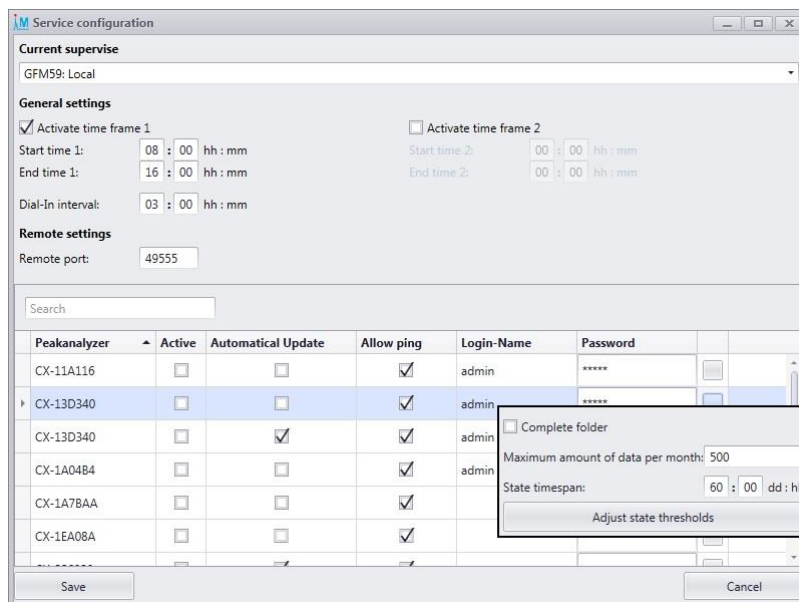 Service configuration
Current supervise
GFM59: Local
General settings
Activate time frame 1
Activate time frame 2
Start time 1: 08 : 00 hh : mm
Start time 2: 00 : 00 hh : mm
End time 1: 16 : 00 hh : mm
End time 2: 00 : 00 hh : mm
Dial-In interval: 03 : 00 hh : mm
Remote settings
Remote port: 49555
Search
Peakanalyzer Active Automatical Update Allow ping Login-Name Password
CX-11A116 admin *****
CX-13D340 admin *****
CX-13D340 admin
CX-1A04B4 admin
CX-1A7BAA
CX-1EA08A
Complete folder
Maximum amount of data per month: 500
State timespan: 60 : 00 dd : h
Adjust state thresholds
Save
Cancel